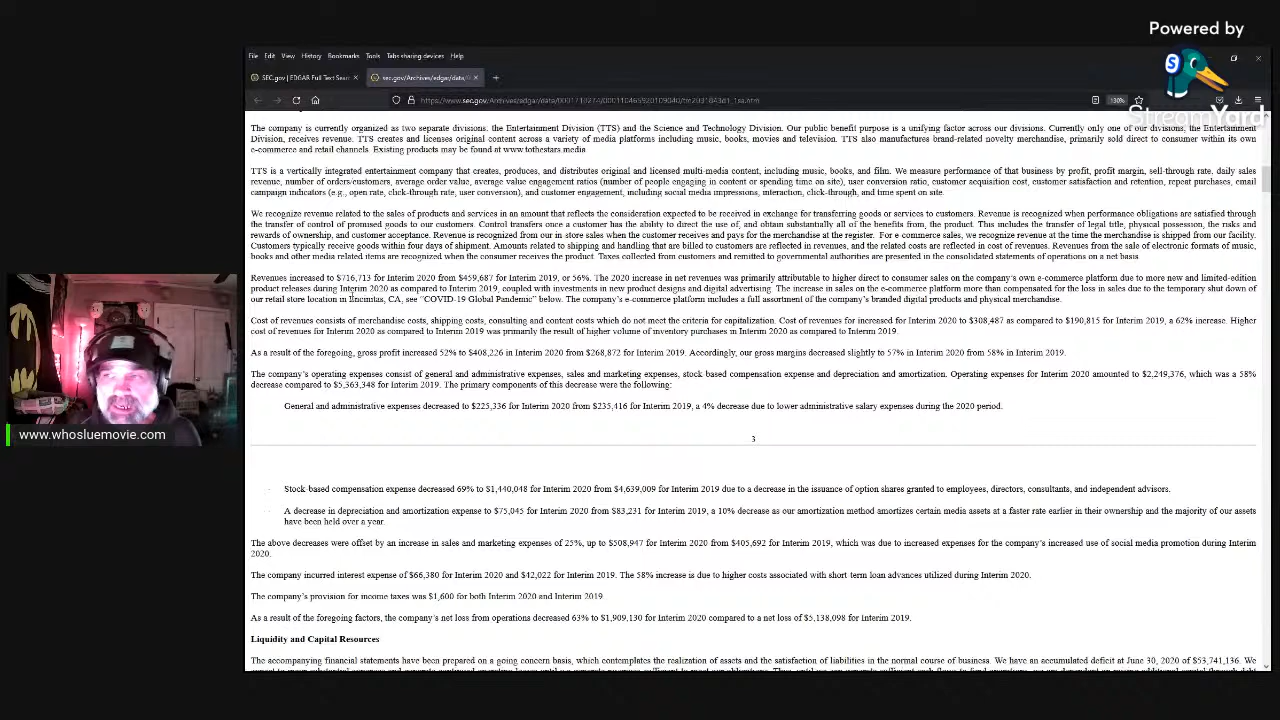 Powered by
StreamYard
File Edit View History Bookmarks Tools Tabs sharing devices Help
SEC.gov | EDGAR Full Text Sear
sec.gov/Archives/edgar/data/
130%
The company is currently organized as two separate divisions, the Entertainment Division (TTS) and the Science and Technology Division. Our public benefit purpose is a unifying factor across our divisions. Currently only one of our divisions, the Entertainment
Division, receives revenue. TTS creates and licenses original content across a variety of media platforms including music, books, movies and television. TTS also manufactures brand-related novelty merchandise, primarily sold direct to consumer within its own
e-commerce and retail channels. Existing products may be found at www.tothestars.media
TTS is a vertically integrated entertainment company that creates, produces, and distributes original and licensed multi-media content, including music, books, and film. We measure performance of that business by profit, profit margin, sell-through rate, daily sales
revenue, number of orders/customers, average order value, average value engagement ratios (number of people engaging in content or spending time on site), user conversion ratio, customer acquisition cost, customer satisfaction and retention, repeat purchases, email
campaign indicators (e.g., open rate, click-through rate, user conversion), and customer engagement, including social media impressions, interaction, click-through, and time spent on site.
We recognize revenue related to the sales of products and services in an amount that reflects the consideration expected to be received in exchange for transferring goods or services to customers. Revenue is recognized when performance obligations are satisfied through
the transfer of control of promised goods to our customers. Control transfers once a customer has the ability to direct the use of, and obtain substantially all of the benefits from, the product. This includes the transfer of legal title, physical possession, the risks and
rewards of ownership, and customer acceptance. Revenue is recognized from our in store sales when the customer receives and pays for the merchandise at the register. For e commerce sales, we recognize revenue at the time the merchandise is shipped from our facility.
Customers typically receive goods within four days of shipment. Amounts related to shipping and handling that are billed to customers are reflected in revenues, and the related costs are reflected in cost of revenues. Revenues from the sale of electronic formats of music,
books and other media related items are recognized when the consumer receives the product. Taxes collected from customers and remitted to governmental authorities are presented in the consolidated statements of operations on a net basis
Revenues increased to $716,713 for Interim 2020 from $459,687 for Interim 2019, or 56%. The 2020 increase in net revenues was primarily attributable to higher direct to consumer sales on the company's own e-commerce platform due to more new and limited-edition
product releases during Interim 2020 as compared to Interim 2019, coupled with investments in new product designs and digital advertising. The increase in sales on the e-commerce platform more than compensated for the loss in sales due to the temporary shut down of
our retail store location in Encinitas, CA, see “COVID-19 Global Pandemic” below. The company's e-commerce platform includes a full assortment of the company's branded digital products and physical merchandise.
Cost of revenues consists of merchandise costs, shipping costs, consulting and content costs which do not meet the criteria for capitalization. Cost of revenues for increased for Interim 2020 to $308,487 as compared to $190,815 for Interim 2019, a 62% increase. Higher
cost of revenues for Interim 2020 as compared to Interim 2019 was primarily the result of higher volume of inventory purchases in Interim 2020 as compared to Interim 2019.
As a result of the foregoing, gross profit increased 52% to $408,226 in Interim 2020 from $268,872 for Interim 2019. Accordingly, our gross margins decreased slightly to 57% in Interim 2020 from 58% in Interim 2019.
The company's operating expenses consist of general and administrative expenses, sales and marketing expenses, stock based compensation expense and depreciation and amortization. Operating expenses for Interim 2020 amounted to $2,249,376, which was a 58%
decrease compared to $5,363,348 for Interim 2019. The primary components of this decrease were the following:
General and administrative expenses decreased to $225,336 for Interim 2020 from $235,416 for Interim 2019, a 4% decrease due to lower administrative salary expenses during the 2020 period.
www.whosluemovie.com
3
Stock-based compensation expense decreased 69% to $1,440,048 for Interim 2020 from $4,639,009 for Interim 2019 due to a decrease in the issuance of option shares granted to employees, directors, consultants, and independent advisors.
A decrease in depreciation and amortization expense to $75,045 for Interim 2020 from $83,231 for Interim 2019, a 10% decrease as our amortization method amortizes certain media assets at a faster rate earlier in their ownership and the majority of our assets
have been held over a year.
The above decreases were offset by an increase in sales and marketing expenses of 25%, up to $508,947 for Interim 2020 from $405,692 for Interim 2019, which was due to increased expenses for the company's increased use of social media promotion during Interim
2020.
The company incurred interest expense of $66,380 for Interim 2020 and $42,022 for Interim 2019. The 58% increase is due to higher costs associated with short term loan advances utilized during Interim 2020.
The company's provision for income taxes was $1,600 for both Interim 2020 and Interim 2019.
As a result of the foregoing factors, the company's net loss from operations decreased 63% to $1,909,130 for Interim 2020 compared to a net loss of $5,138,098 for Interim 2019.
Liquidity and Capital Resources
The accompanying financial statements have been prepared on a going concern basis, which contemplates the realization of assets and the satisfaction of liabilities in the normal course of business. We have an accumulated deficit at June 30, 2020 of $53,741,136. We